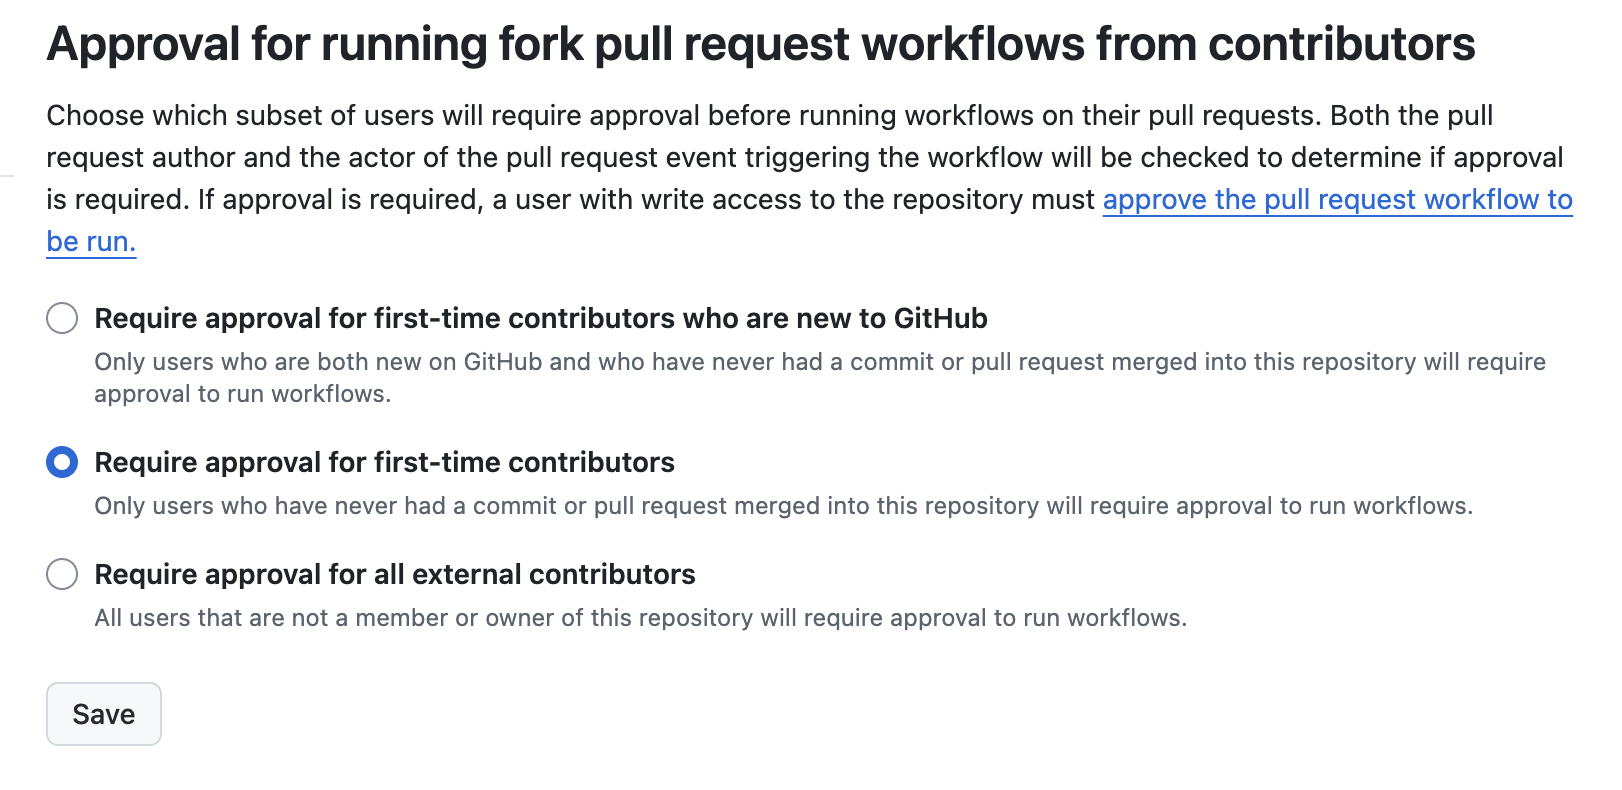 Approval for running fork pull request workflows from contributors
Choose which subset of users will require approval before running workflows on their pull requests. Both the pull
request author and the actor of the pull request event triggering the workflow will be checked to determine if approval
is required. If approval is required, a user with write access to the repository must approve the pull request workflow to
be run.
Require approval for first-time contributors who are new to GitHub
Only users who are both new on GitHub and who have never had a commit or pull request merged into this repository will require
approval to run workflows.
Require approval for first-time contributors
Only users who have never had a commit or pull request merged into this repository will require approval to run workflows.
Require approval for all external contributors
All users that are not a member or owner of this repository will require approval to run workflows.
Save